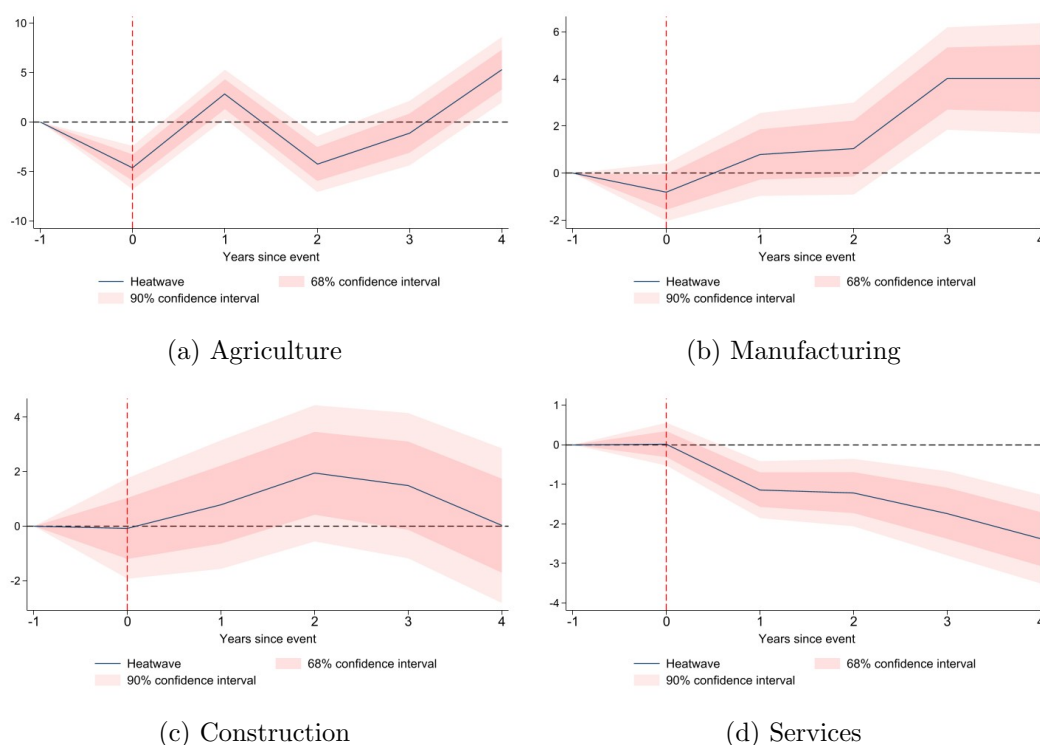 10
5
0
-5
-10
-1 0 1 2 3 4
Years since event
Heatwave 68% confidence interval
90% confidence interval
(a) Agriculture
6
4
2
0
-2
-1 0 1 2 3 4
Years since event
Heatwave 68% confidence interval
90% confidence interval
(b) Manufacturing
4
2
0
-2
-1 0 1 2 3 4
Years since event
Heatwave 68% confidence interval
90% confidence interval
(c) Construction
1
0
-1
-2
-3
-4
-1 0 1 2 3 4
Years since event
Heatwave 68% confidence interval
90% confidence interval
(d) Services